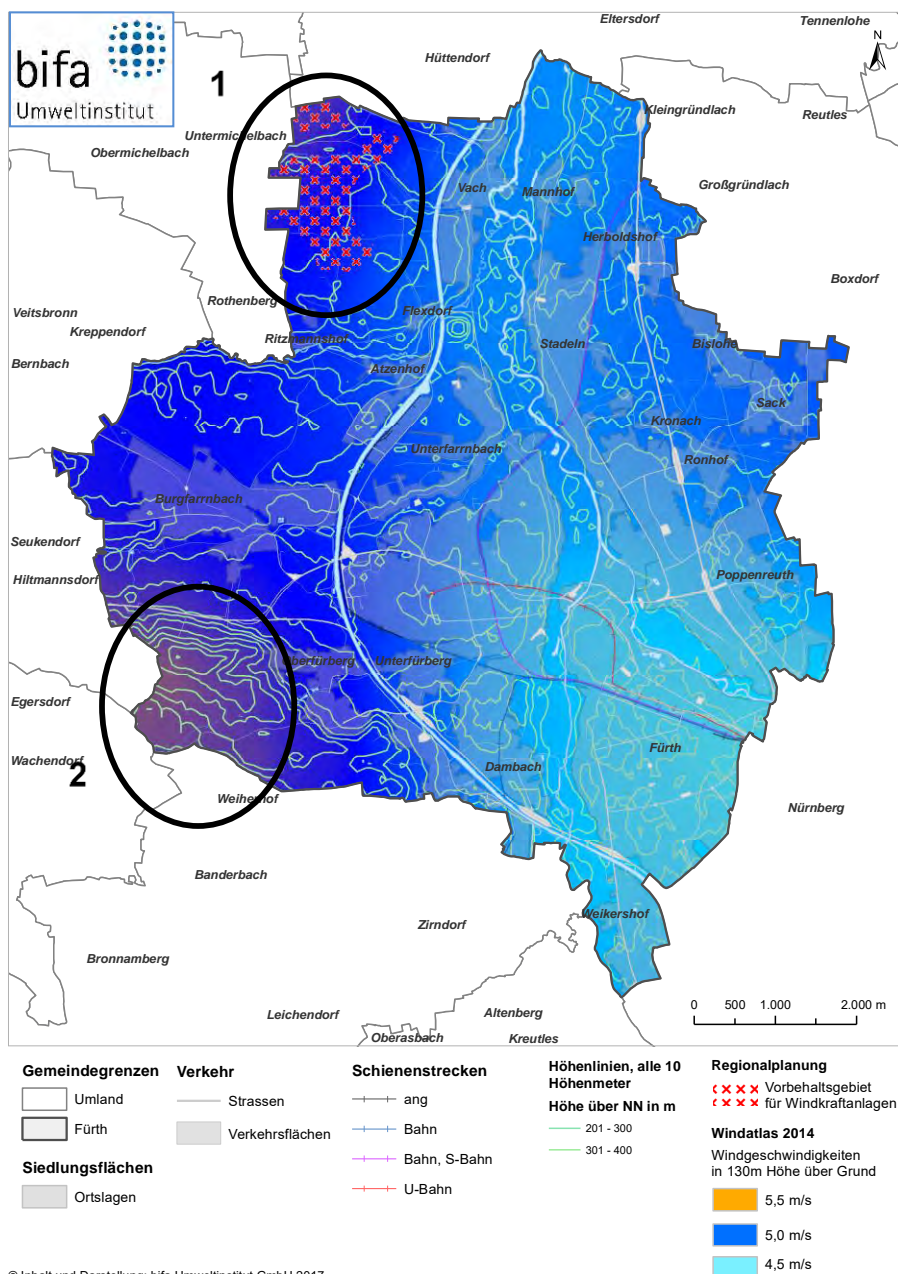 bifa
Umweltinstitut
1
Eltersdorf
Tennenlohe
Hüttendorf
N
Kleingründlach
Reutles
Untermichelbach
Obermichelbach
Vach
Mannhof
Großgründlach
Herboldshof
Boxdorf
Rothenberg
Veitsbronn
Flexdorf
Kreppendorf
Ritzmannshof
Stadeln
Bislohe
Bernbach
Atzenhof
Sack
Kronach
Unterfarrnbach
Ronhof
Burgfarrnbach
Seukendorf
Hiltmannsdorf
Poppenreuth
Oberfürberg
Unterfürberg
Egersdorf
Fürth
Wachendorf
2
Dambach
Weiherhof
Nürnberg
Banderbach
Weikershof
Zirndorf
Bronnamberg
0 500 1.000 2.000 m
Leichendorf
Altenberg
Oberasbach
Kreutles
Gemeindegrenzen
Umland
Fürth
Siedlungsflächen
Ortslagen
Verkehr
Strassen
Verkehrsflächen
Schienenstrecken
ang
Bahn
Bahn, S-Bahn
U-Bahn
Höhenlinien, alle 10
Höhenmeter
Höhe über NN in m
201 - 300
301 - 400
Regionalplanung
Vorbehaltsgebiet
für Windkraftanlagen
Windatlas 2014
Windgeschwindigkeiten
in 130m Höhe über Grund
5,5 m/s
5,0 m/s
4,5 m/s